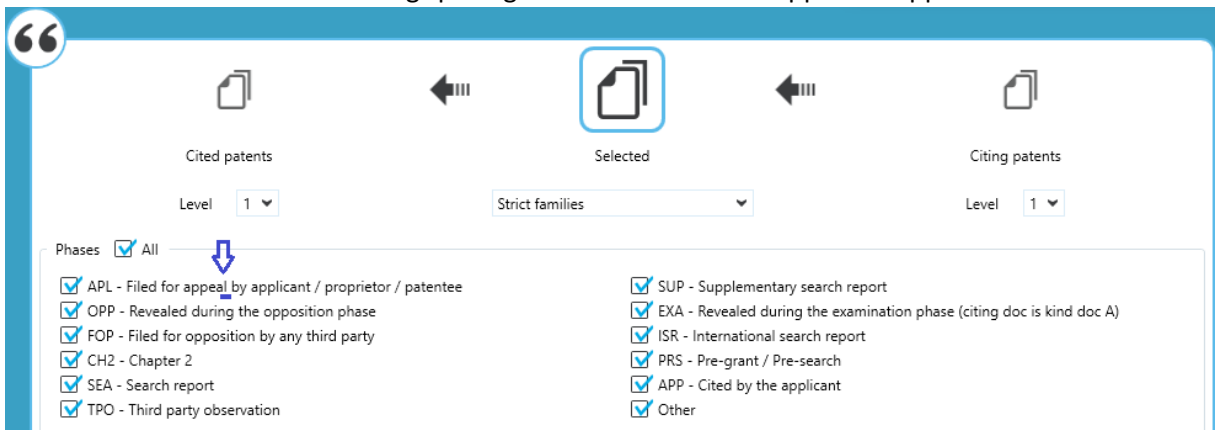 Cited patents Selected Citing patents
Level 1 Strict families Level 1
Phases All
APL - Filed for appeal by applicant / proprietor / patentee
OPP - Revealed during the opposition phase
FOP - Filed for opposition by any third party
CH2 - Chapter 2
SEA - Search report
TPO - Third party observation
SUP - Supplementary search report
EXA - Revealed during the examination phase (citing doc is kind doc A)
ISR - International search report
PRS - Pre-grant / Pre-search
APP - Cited by the applicant
Other